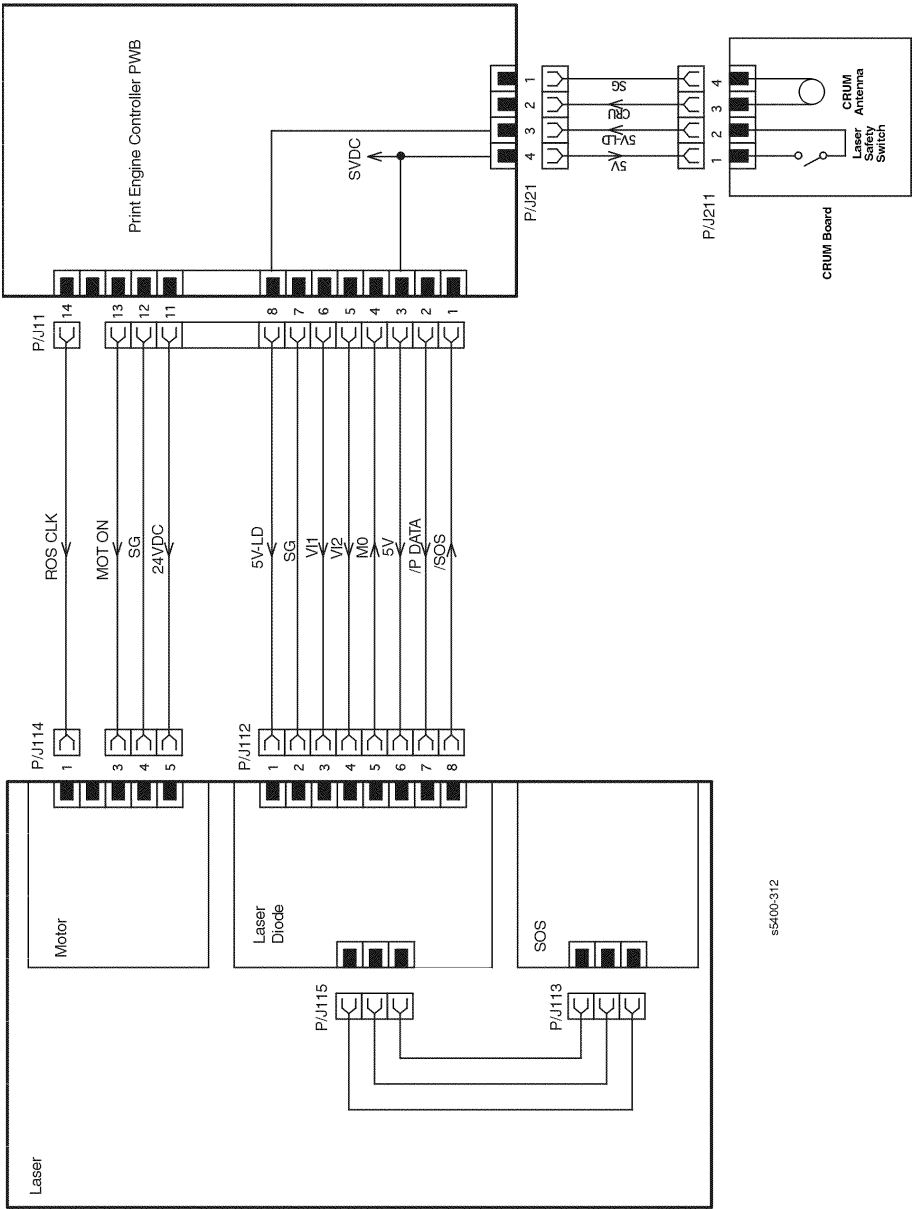 Print Engine Controller PWB
SVDC
1
2
3
4
P/J21
SG
CRU
5V-LD
5V
P/J211
4
3
2
1
CRUM
Antenna
Laser
Safety
Switch
CRUM Board
P/J11
14
13
12
11
8
7
6
5
4
3
2
1
ROS CLK
MOT ON
SG
24VDC
5V-LD
SG
VI1
VI2
M0
5V
/P DATA
/SOS
P/J114
1
3
4
5
P/J112
1
2
3
4
5
6
7
8
Motor
Laser
Diode
SOS
P/J115
P/J113
Laser
s5400-312